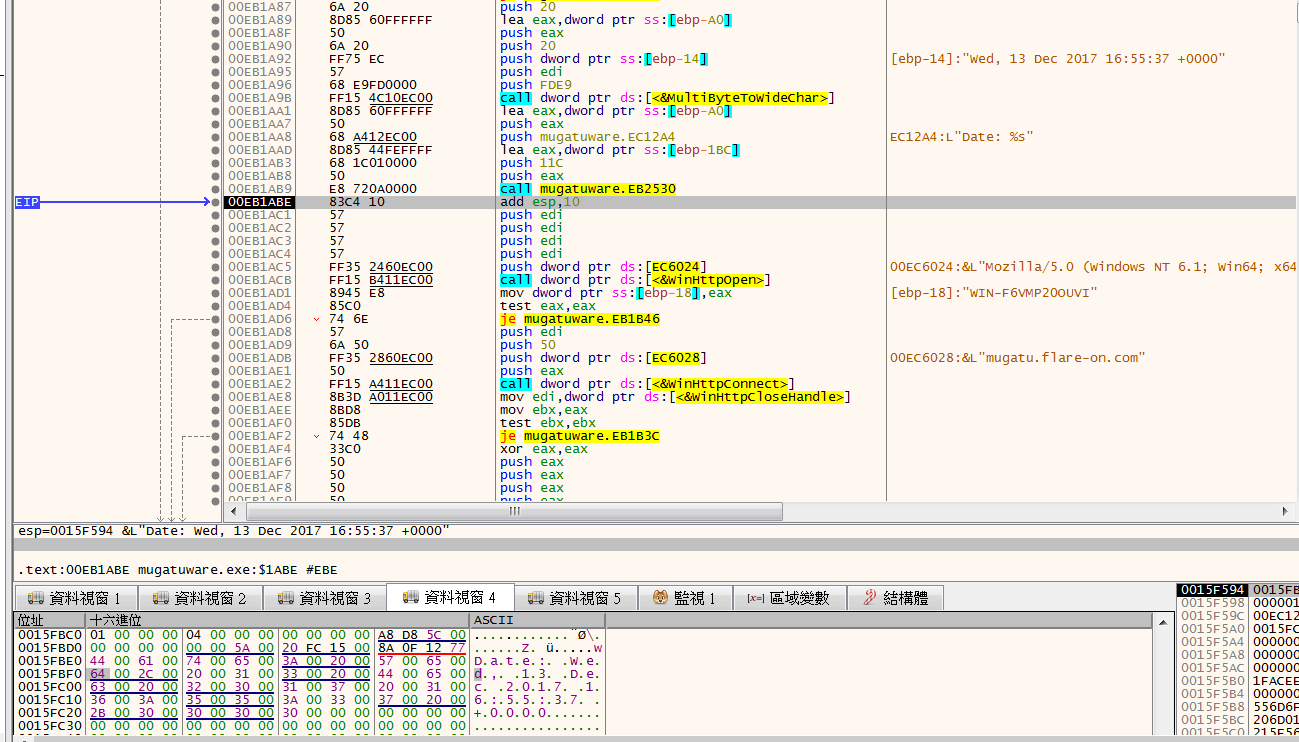 00EB1A87 6A 20 push 20
00EB1A89 8D85 60FFFFFF lea eax,dword ptr ss:[ebp-A0]
00EB1A8F 50 push eax
00EB1A90 6A 20 push 20
00EB1A92 FF75 EC push dword ptr ss:[ebp-14] [ebp-14]:"Wed, 13 Dec 2017 16:55:37 +0000"
00EB1A95 57 push edi
00EB1A96 68 E9FD0000 push FDE9
00EB1A9B FF15 4C10EC00 call dword ptr ds:[<&MultiByteToWideChar>]
00EB1AA1 8D85 60FFFFFF lea eax,dword ptr ss:[ebp-A0]
00EB1AA7 50 push eax
00EB1AA8 68 A412EC00 push mugatuware.EC12A4 EC12A4:L"Date: %s"
00EB1AAD 8D85 44FEFFFF lea eax,dword ptr ss:[ebp-1BC]
00EB1AB3 68 1C010000 push 11C
00EB1AB8 50 push eax
00EB1AB9 E8 720A0000 call mugatuware.EB2530
EIP 00EB1ABE 83C4 10 add esp,10
00EB1AC1 57 push edi
00EB1AC2 57 push edi
00EB1AC3 57 push edi
00EB1AC4 57 push edi
00EB1AC5 FF35 2460EC00 push dword ptr ds:[EC6024] 00EC6024:&L"Mozilla/5.0 (Windows NT 6.1; Win64; x64
00EB1ACB FF15 B411EC00 call dword ptr ds:[<&WinHttpOpen>]
00EB1AD1 8945 E8 mov dword ptr ss:[ebp-18],eax [ebp-18]:"WIN-F6VMP2OOUVI"
00EB1AD4 85C0 test eax,eax
00EB1AD6 74 6E je mugatuware.EB1B46
00EB1AD8 57 push edi
00EB1AD9 6A 50 push 50
00EB1ADB FF35 2860EC00 push dword ptr ds:[EC6028] 00EC6028:&L"mugatu.flare-on.com"
00EB1AE1 50 push eax
00EB1AE2 FF15 A411EC00 call dword ptr ds:[<&WinHttpConnect>]
00EB1AE8 8B3D A011EC00 mov edi,dword ptr ds:[<&WinHttpCloseHandle>]
00EB1AEE 8BD8 mov ebx,eax
00EB1AF0 85DB test ebx,ebx
00EB1AF2 74 48 je mugatuware.EB1B3C
00EB1AF4 33C0 xor eax,eax
00EB1AF6 50 push eax
00EB1AF7 50 push eax
00EB1AF8 50 push eax
00EB1AF9 50 push eax
esp=0015F594 &L"Date: Wed, 13 Dec 2017 16:55:37 +0000"
.text:00EB1ABE mugatuware.exe:$1ABE #EBE
資料視窗 1 資料視窗 2 資料視窗 3 資料視窗 4 資料視窗 5 監視 1 [x=] 區域變數 結構體
位址 十六進位 ASCII
0015FBC0 01 00 00 00 04 00 00 00 00 00 00 00 A8 D8 5C 00 ............¨Ø\.
0015FBD0 00 00 00 00 00 00 5A 00 20 FC 15 00 8A 0F 12 77 ......Z. ü.....w
0015FBE0 44 00 61 00 74 00 65 00 3A 00 20 00 57 00 65 00 D.a.t.e.:. .W.e.
0015FBF0 64 00 2C 00 20 00 31 00 33 00 20 00 44 00 65 00 d.,. .1.3. .D.e.
0015FC00 63 00 20 00 32 00 30 00 31 00 37 00 20 00 31 00 c. .2.0.1.7. .1.
0015FC10 36 00 3A 00 35 00 35 00 3A 00 33 00 37 00 20 00 6.:.5.5.:.3.7. .
0015FC20 2B 00 30 00 30 00 30 00 30 00 00 00 00 00 00 00 +.0.0.0.0.......
0015FC30 00 00 00 00 00 00 00 00 00 00 00 00 00 00 00 00 ................
0015F594 0015FB
0015F598 000001
0015F59C 00EC12
0015F5A0 0015FC
0015F5A4 000000
0015F5A8 000000
0015F5AC 000000
0015F5B0 1FACEE
0015F5B4 000000
0015F5B8 556D6F
0015F5BC 206D01
0015F5C0 215F56